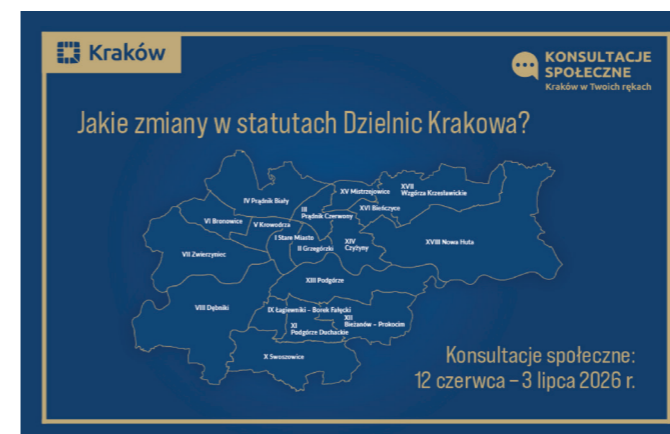 Kraków
KONSULTACJE
SPOŁECZNE
Kraków w Twoich rękach
Jakie zmiany w statutach Dzielnic Krakowa?
XV Mistrzejowice
XVII
Wzgórza Krzesławickie
IV Prądnik Biały
III
Prądnik Czerwony
XVI Bieńczyce
VI Bronowice
V Krowodrza
I Stare Miasto
II Grzegórzki
XIV
Czyżyny
XVIII Nowa Huta
VII Zwierzyniec
XIII Podgórze
VIII Dębniki
IX Łagiewniki - Borek Fałęcki
XI
Podgórze Duchackie
XII
Bieżanów - Prokocim
X Swoszowice
Konsultacje społeczne:
12 czerwca – 3 lipca 2026 r.